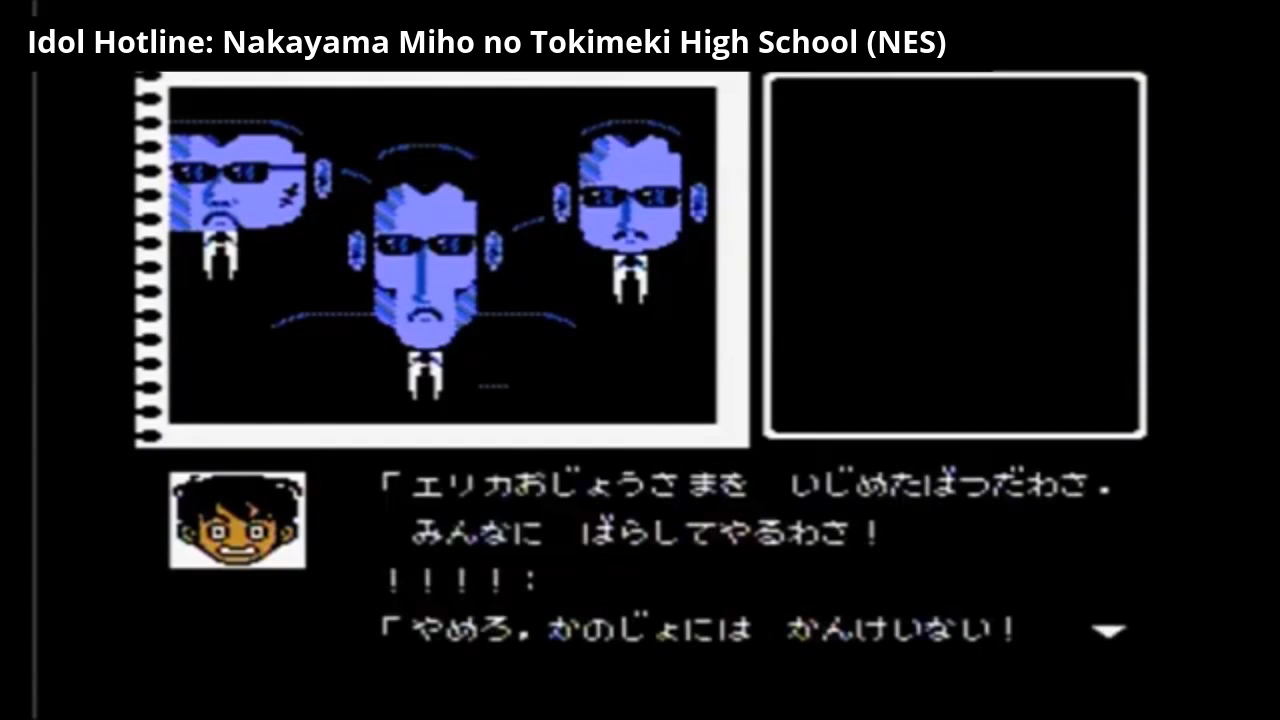 Idol Hotline: Nakayama Miho no Tokimeki High School (NES)
「エリカおじょうさまを　いじめたばつだわさ.
みんなに　ばらしてやるわさ！
！！！！：
「やめろ. かのじょには　かんけいない！